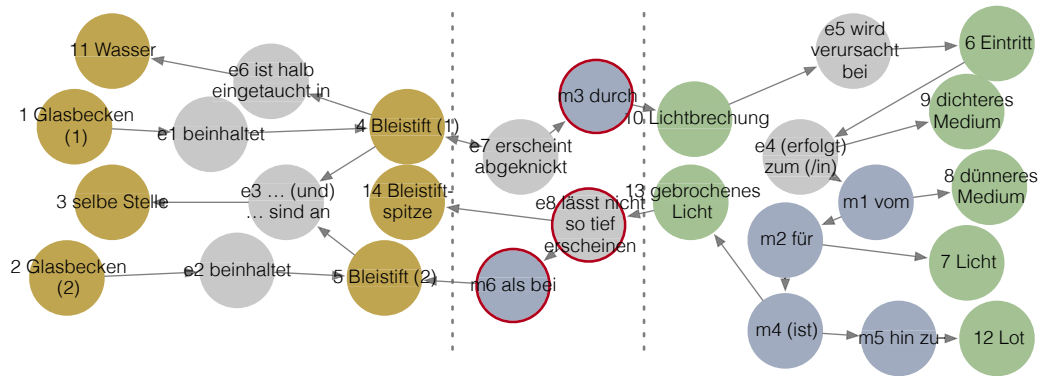 11 Wasser
e6 ist halb
eingetaucht in
1 Glasbecken
(1)
e1 beinhaltet
4 Bleistift (1)
3 selbe Stelle
e3 ... (und)
... sind an
14 Bleistift-
spitze
2 Glasbecken
(2)
e2 beinhaltet
5 Bleistift (2)
m3 durch
e7 erscheint
abgeknickt
e8 lässt nicht
so tief
erscheinen
m6 als bei
10 Lichtbrechung
13 gebrochenes
Licht
e5 wird
verursacht
bei
6 Eintritt
9 dichteres
Medium
e4 (erfolgt)
zum (/in)
8 dünneres
Medium
m1 vom
m2 für
7 Licht
m4 (ist)
m5 hin zu
12 Lot